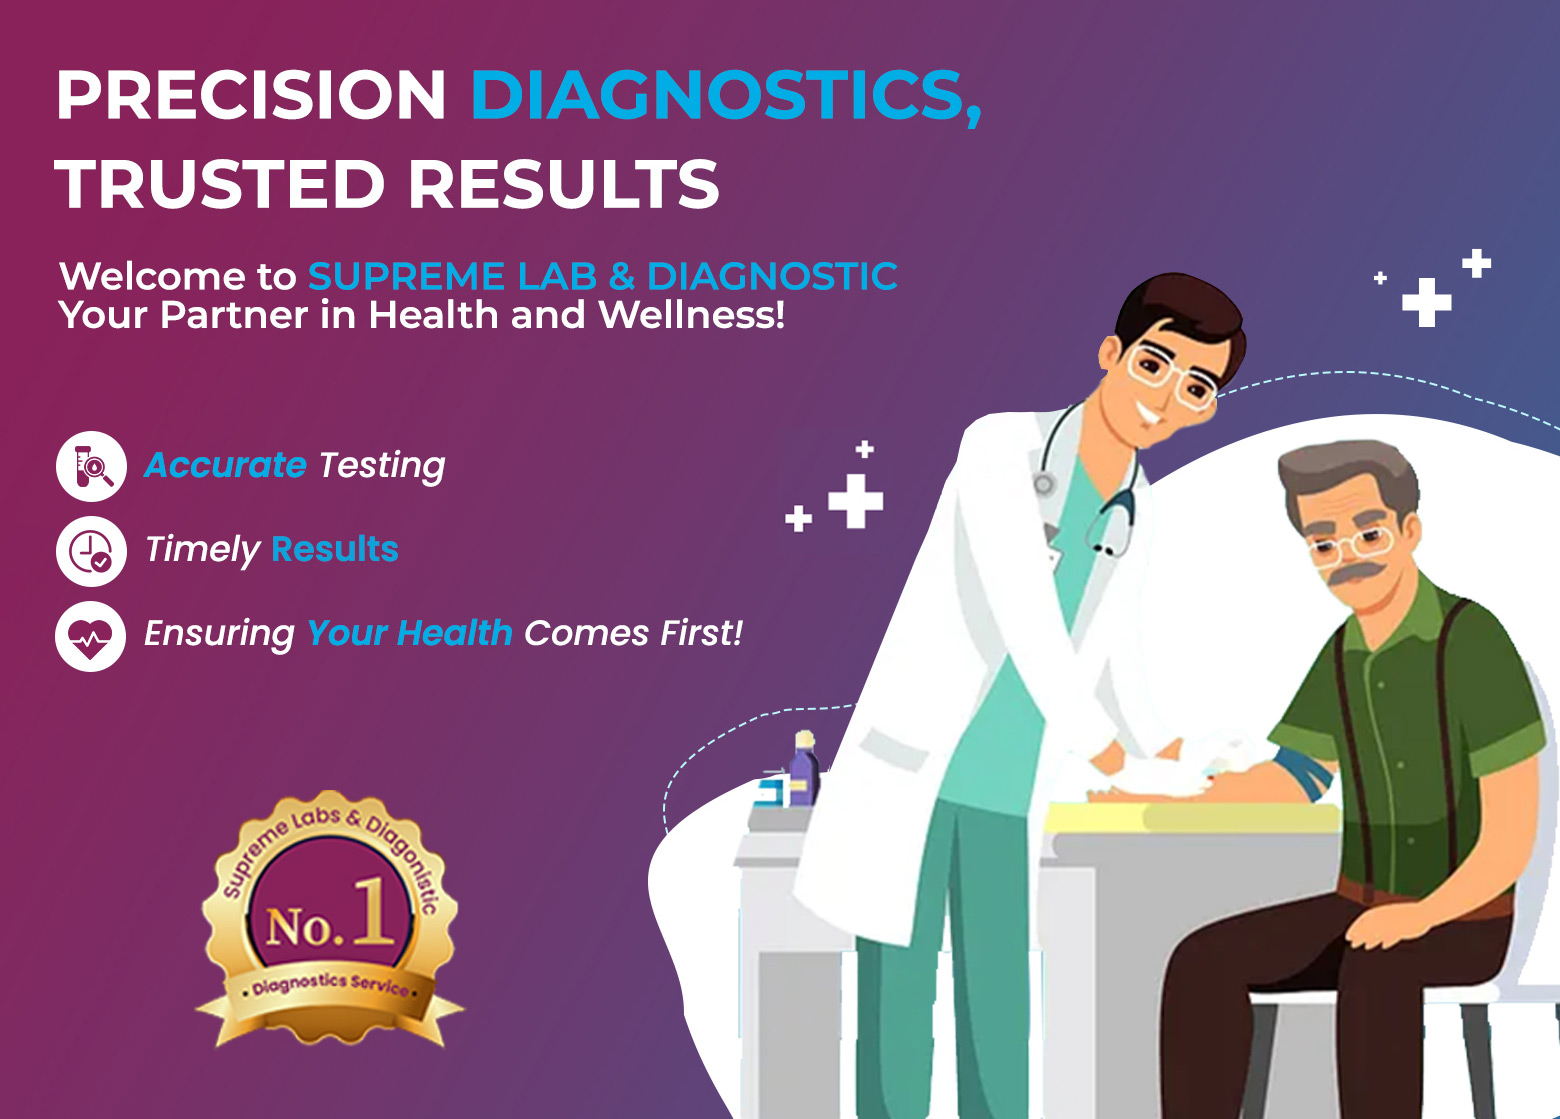 PRECISION DIAGNOSTICS,
TRUSTED RESULTS
Welcome to SUPREME LAB & DIAGNOSTIC
Your Partner in Health and Wellness!
Accurate Testing
Timely Results
Ensuring Your Health Comes First!
Supreme Labs & Diagonistic
No.1
• Diagnostics Service •